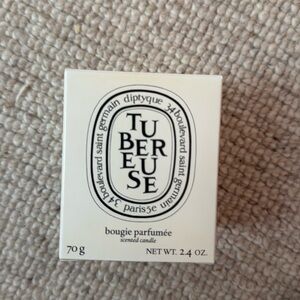 diptyque 34 boulevard saint germain
paris 5e
34 boulevard saint germain
TU
BER
EU
SE
bougie parfumée
scented candle
70 g
NET WT. 2.4 OZ.